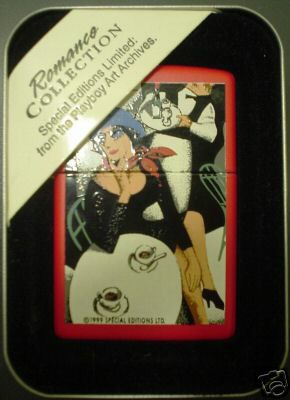 Romance
COLLECTION
Special Editions Limited:
from the Playboy Art Archives.
©1999 SPECIAL EDITIONS LTD.